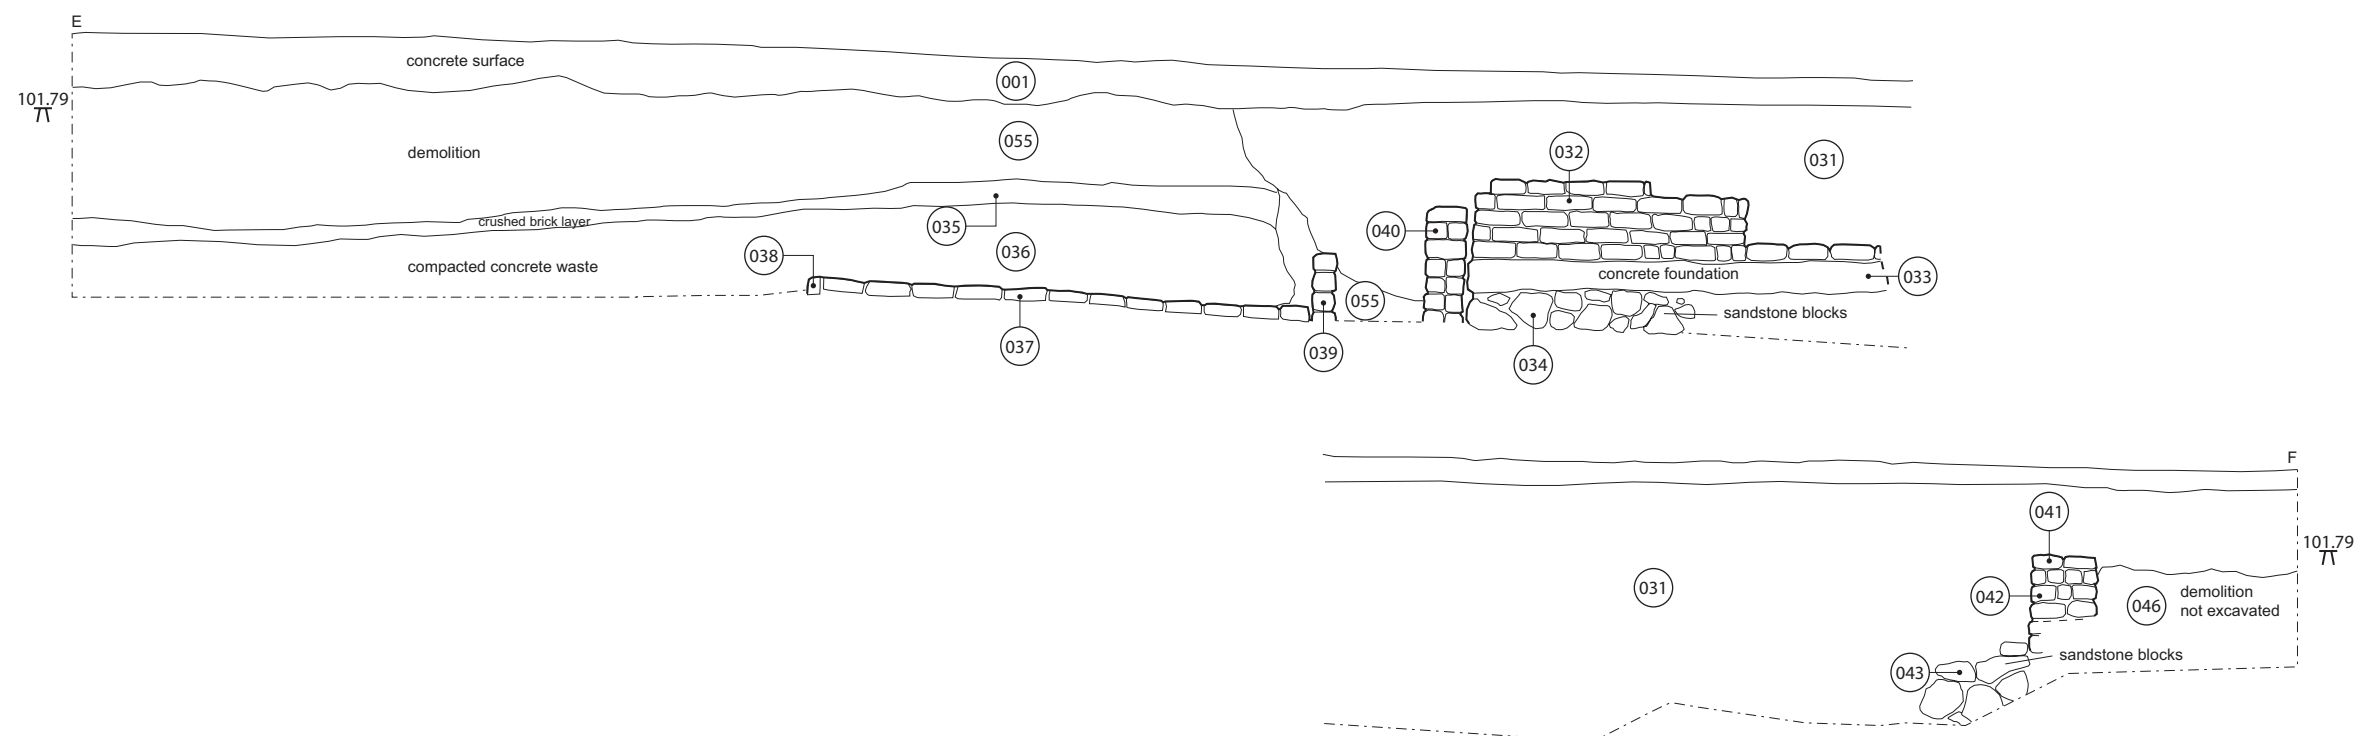 E
concrete surface
001
101.79
055
demolition
032
031
crushed brick layer
035
040
036
038
compacted concrete waste
concrete foundation
033
055
sandstone blocks
037
039
034
F
041
101.79
031
042
046
demolition
not excavated
sandstone blocks
043